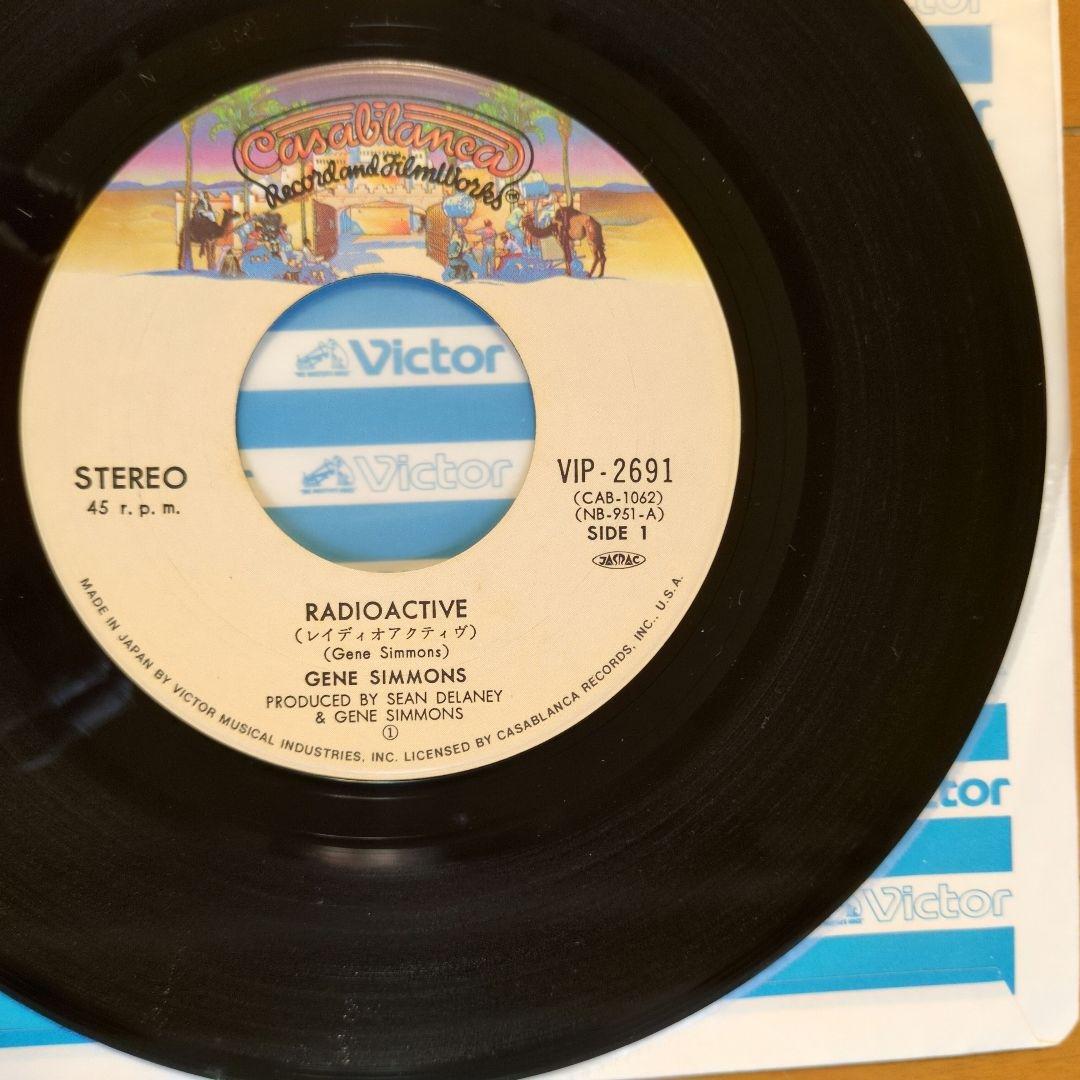 Casablanca
Record and FilmWorks
Victor
Victor
STEREO
45 r. p. m.
VIP-2691
(CAB-1062)
(NB-951-A)
SIDE 1
JASRAC
RADIOACTIVE
(レイディオアクティヴ)
(Gene Simmons)
GENE SIMMONS
PRODUCED BY SEAN DELANEY
& GENE SIMMONS
①
MADE IN JAPAN BY VICTOR MUSICAL INDUSTRIES, INC. LICENSED BY CASABLANCA RECORDS, INC., U.S.A.
ctor
Victor